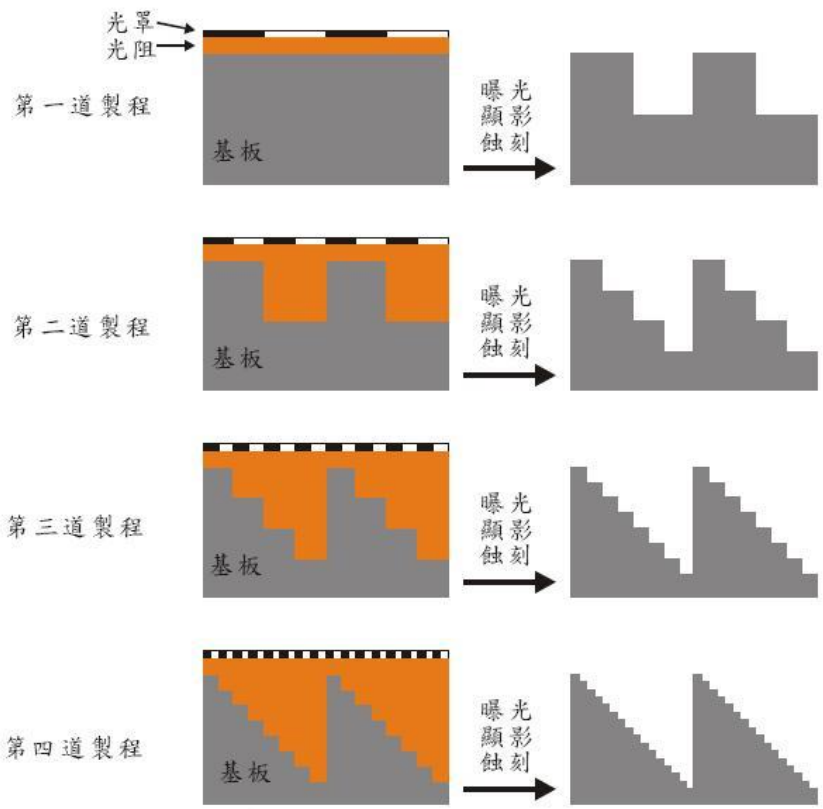 光罩
光阻
第一道製程
基板
曝光
顯影
蝕刻
第二道製程
基板
曝光
顯影
蝕刻
第三道製程
基板
曝光
顯影
蝕刻
第四道製程
基板
曝光
顯影
蝕刻